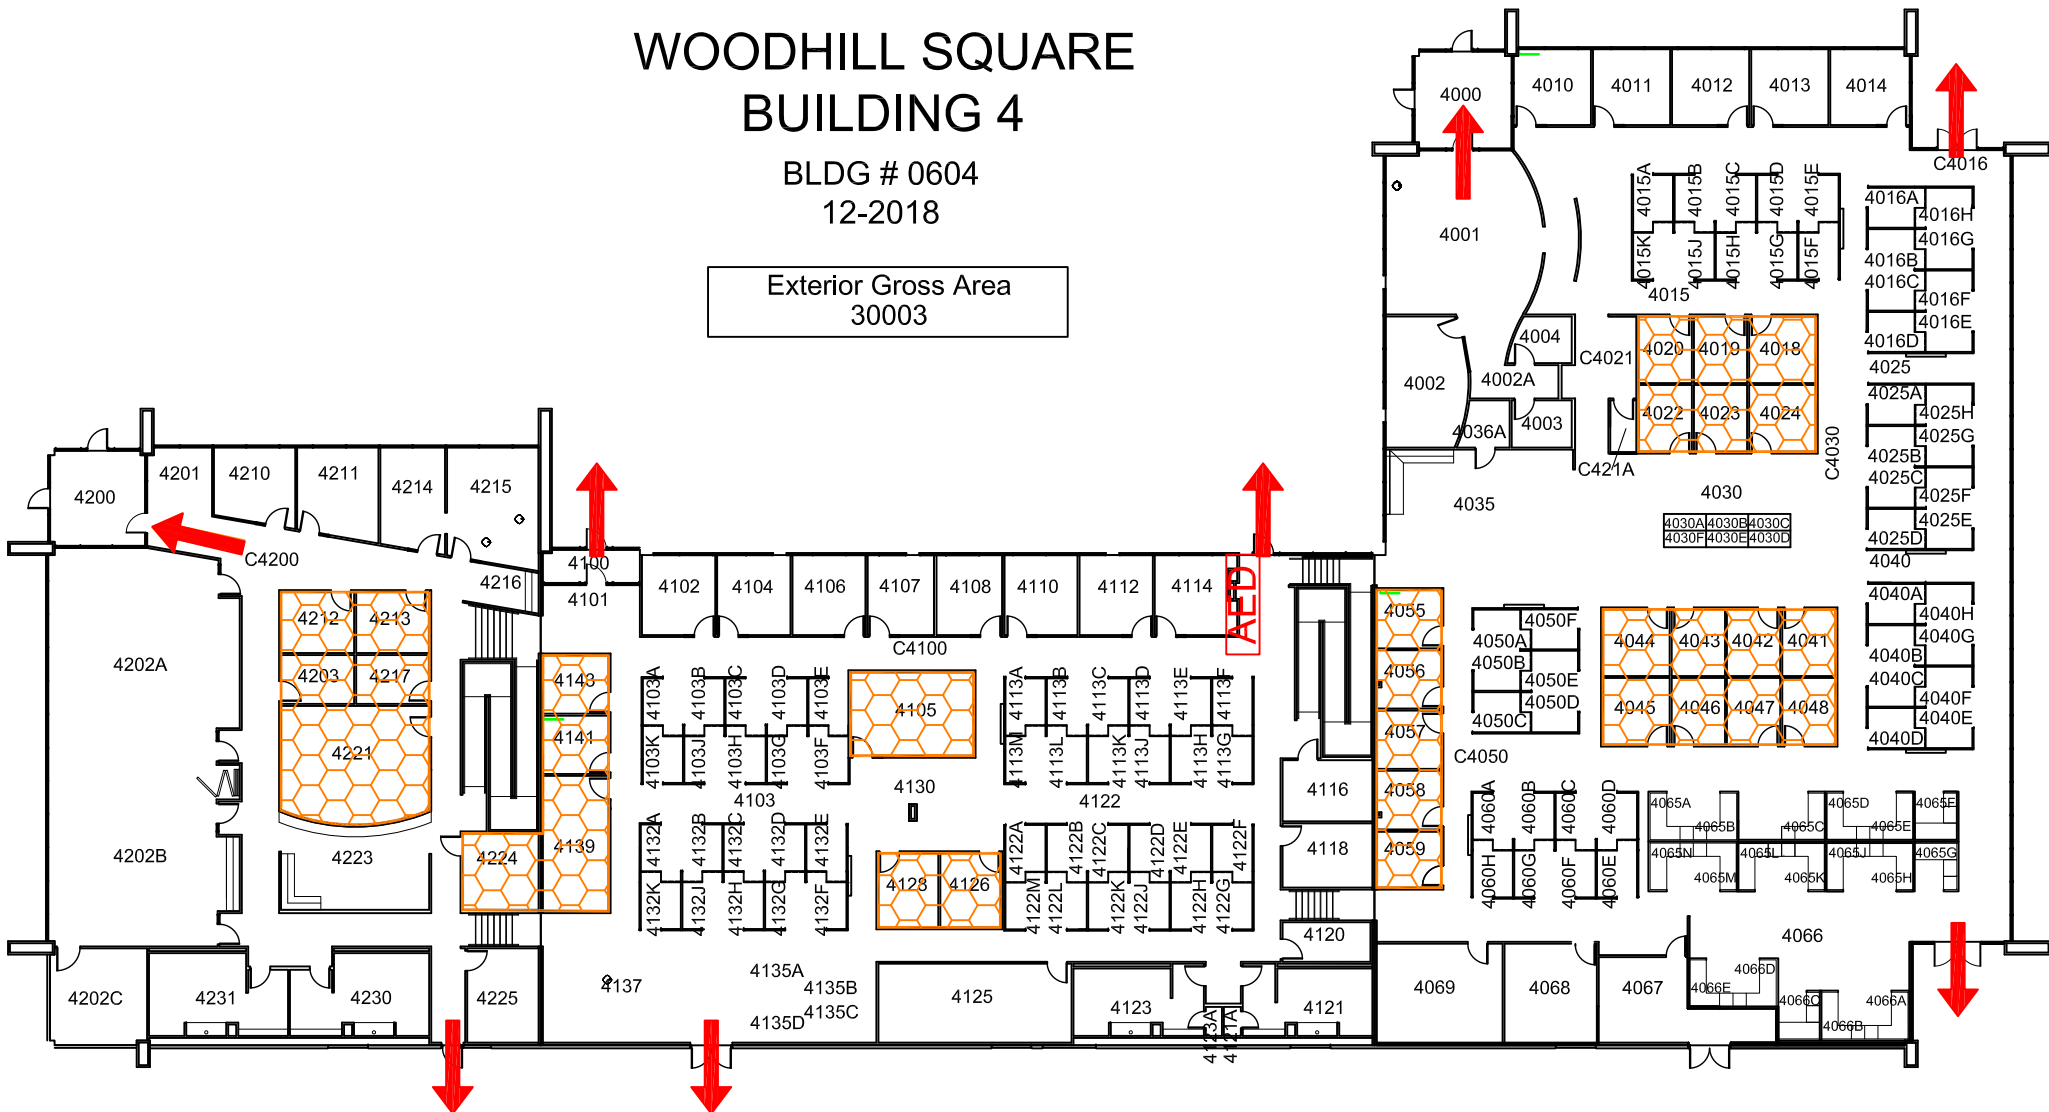 WOODHILL SQUARE
BUILDING 4
BLDG # 0604
12-2018
Exterior Gross Area
30003
4000
4010
4011
4012
4013
4014
C4016
4001
4015A
4015B
4015C
4015D
4015E
4015K
4015J
4015H
4015G
4015F
4015
4016A
4016H
4016G
4016B
4016C
4016F
4016E
4016D
4025
4002
4004
4002A
4003
4036A
C4021
C421A
4020
4019
4018
4022
4023
4024
C4030
4025A
4025H
4025G
4025B
4025C
4025F
4025E
4025D
4040
4035
4030
4030A
4030B
4030C
4030F
4030E
4030D
4040A
4040H
4040G
4040B
4040C
4040F
4040E
4040D
4200
4201
4210
4211
4214
4215
C4200
4216
4100
4101
4102
4104
4106
4107
4108
4110
4112
4114
AED
C4100
4202A
4212
4213
4203
4217
4221
4202B
4223
4224
4143
4141
4139
4103A
4103B
4103C
4103D
4103E
4103K
4103J
4103H
4103G
4103F
4103
4105
4130
4113A
4113B
4113C
4113D
4113E
4113F
4113M
4113L
4113K
4113J
4113H
4113G
4122
4132A
4132B
4132C
4132D
4132E
4132K
4132J
4132H
4132G
4132F
4128
4126
4122A
4122B
4122C
4122D
4122E
4122F
4122M
4122L
4122K
4122J
4122H
4122G
4116
4118
4120
4055
4056
4057
4058
4059
4050A
4050F
4050B
4050E
4050D
4050C
C4050
4044
4043
4042
4041
4045
4046
4047
4048
4060A
4060B
4060C
4060D
4060H
4060G
4060F
4060E
4065A
4065B
4065C
4065D
4065E
4065F
4065N
4065M
4065L
4065K
4065J
4065H
4065G
4066
4066D
4066E
4066C
4066B
4066A
4202C
4231
4230
4225
4137
4135A
4135B
4135C
4135D
4125
4123
4123A
4121A
4121
4069
4068
4067